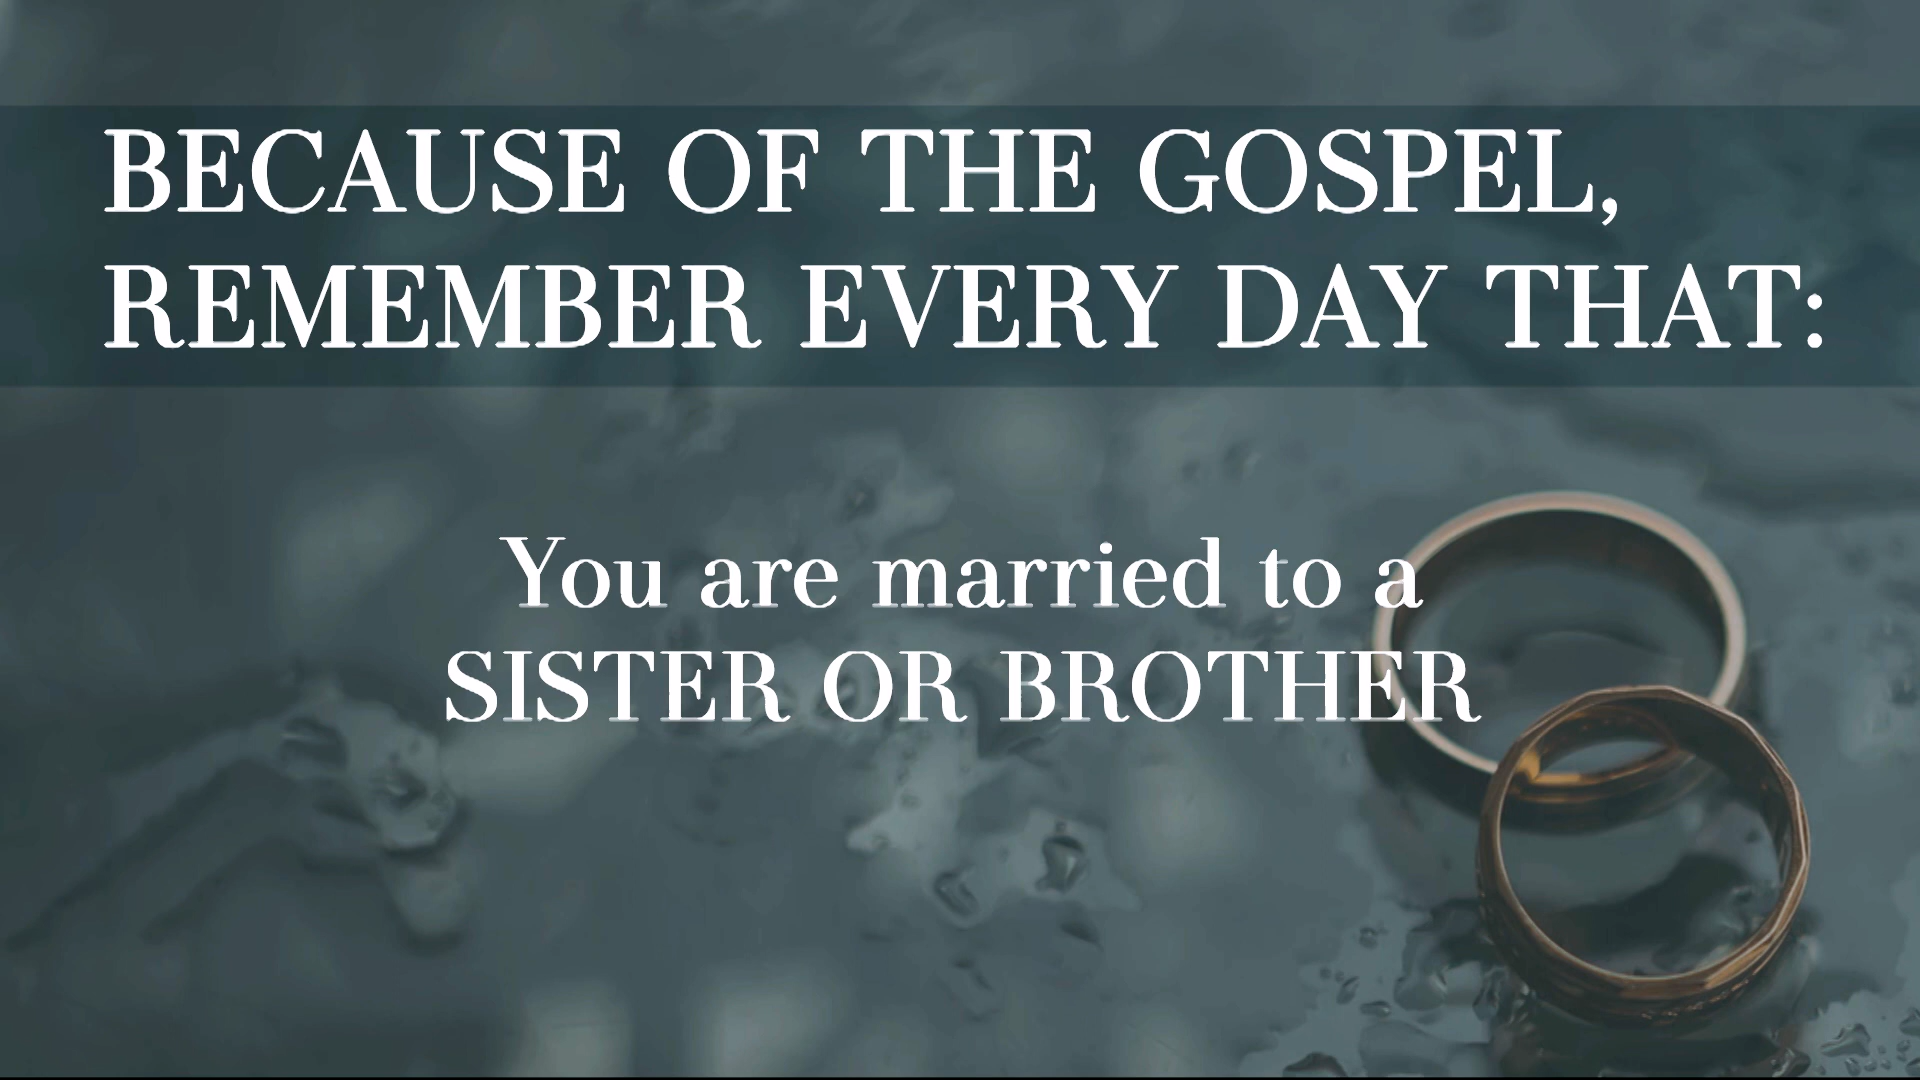 BECAUSE OF THE GOSPEL,
REMEMBER EVERY DAY THAT:
You are married to a
SISTER OR BROTHER